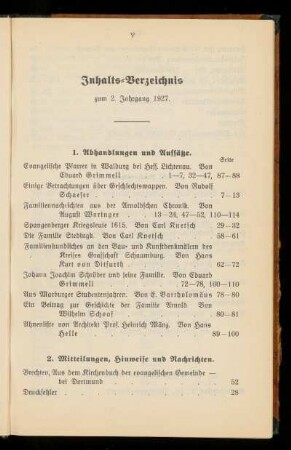 V
Inhalts-Verzeichnis
zum 2. Jahrgang 1927.
1. Abhandlungen und Aufsätze.
Seite
Evangelische Pfarrer in Walburg bei Hess. Lichtenau. Von
Eduard Grimmell . . . . 1—7, 32—47, 87—88
Einige Betrachtungen über Geschlechtswappen. Von Rudolf
Schaefer . . . . 7—13
Familiennachrichten aus der Arnoldischen Chronik. Von
August Woringer . . . . 13—24, 47—52, 110—114
Spangenberger Kriegsleute 1615. Von Carl Knetsch . . 29—32
Die Familie Stedings. Von Carl Knetsch . . . . 58—61
Familienkundliches an den Bau- und Kunstdenkmälern des
Kreises Grafschaft Schaumburg. Von Hans
Kurt von Ditfurth . . . . 62—72
Johann Joachim Schröder und seine Familie. Von Eduard
Grimmell . . . . 72—78, 100—110
Aus Marburger Studentenjahren. Von E. Bartholomäus 78—80
Ein Beitrag zur Geschichte der Familie Arnold. Von
Wilhelm Schoof . . . . 80—83
Ahnenliste von Architekt Prof. Heinrich März. Von Hans
Helle . . . . 89—100
2. Mitteilungen, Hinweise und Nachrichten.
Brechten, Aus dem Kirchenbuch der evangelischen Gemeinde —
bei Dortmund . . . . 52
Druckfehler . . . . 28